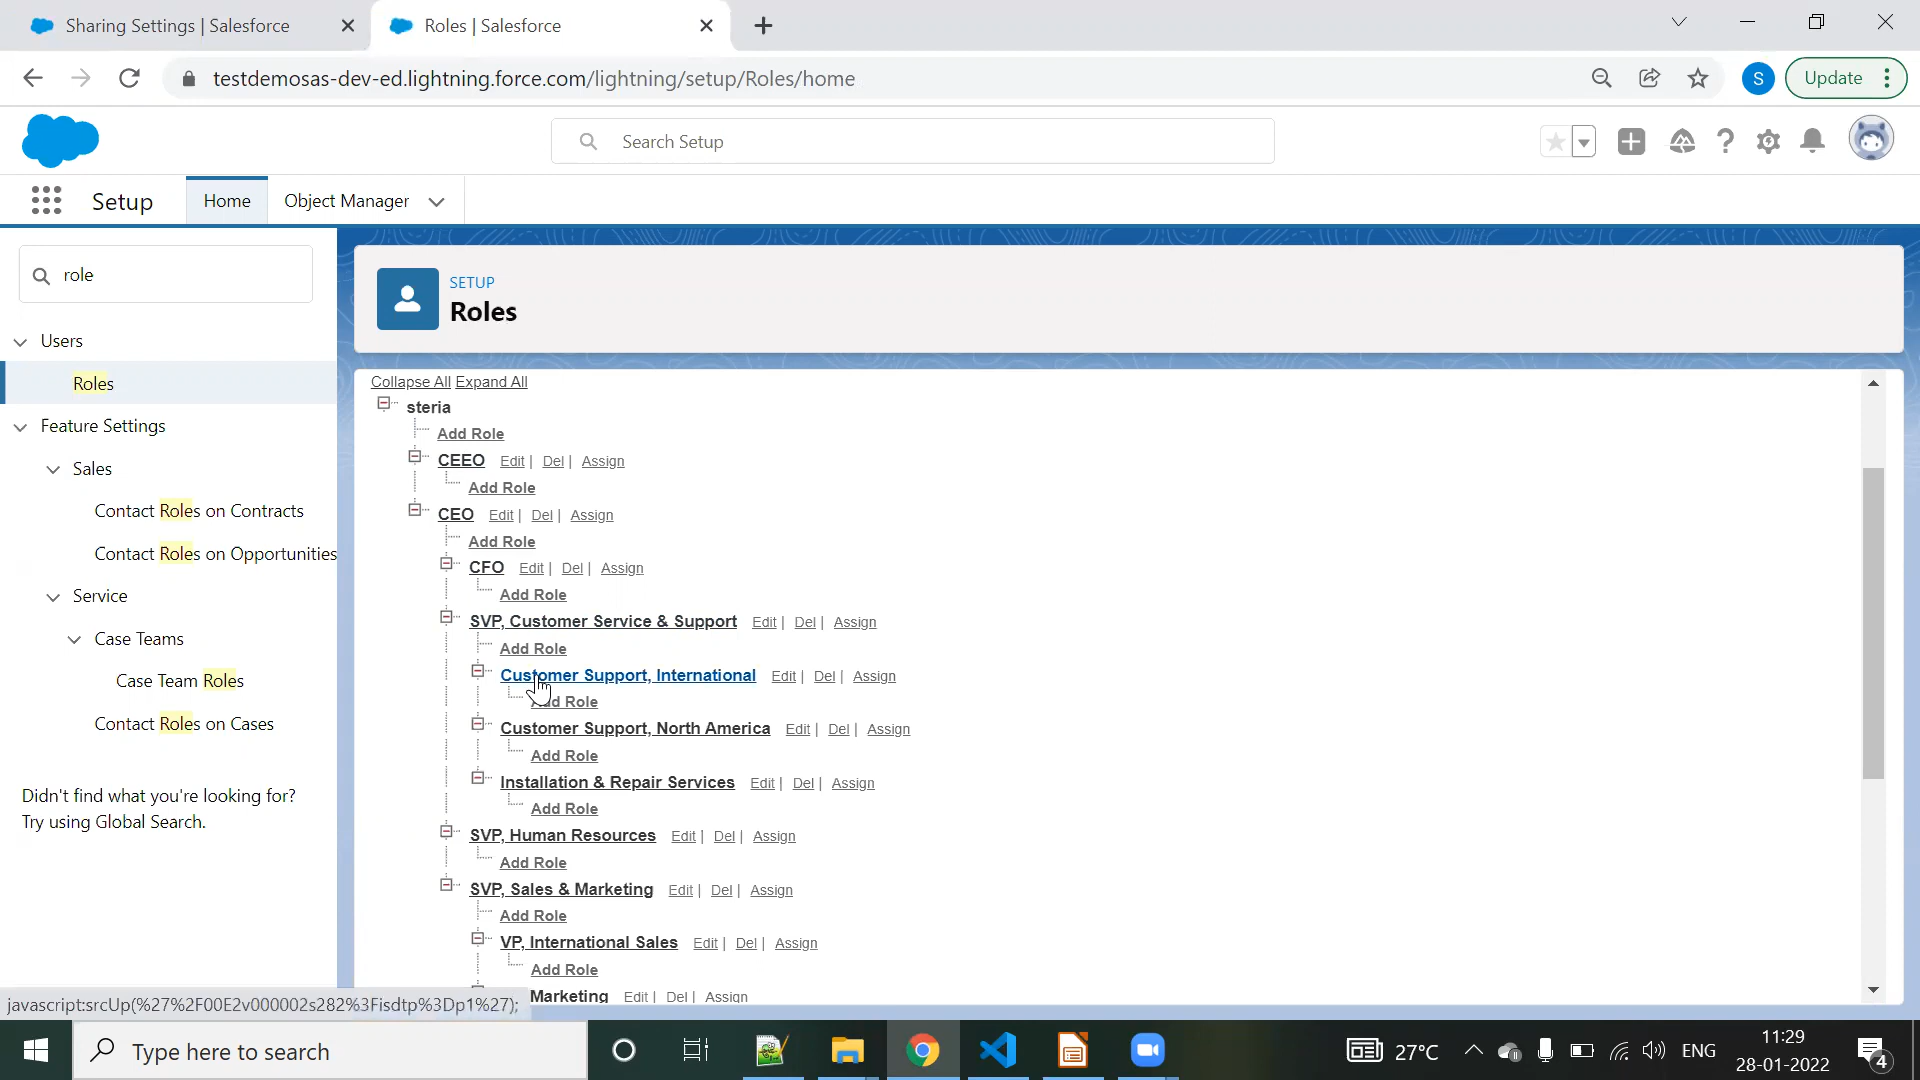 Sharing Settings | Salesforce
Roles | Salesforce
testdemosas-dev-ed.lightning.force.com/lightning/setup/Roles/home
S
Update
Search Setup
Setup
Home
Object Manager
role
Users
Roles
Feature Settings
Sales
Contact Roles on Contracts
Contact Roles on Opportunities
Service
Case Teams
Case Team Roles
Contact Roles on Cases
Didn't find what you're looking for?
Try using Global Search.
SETUP
Roles
Collapse All Expand All
steria
Add Role
CEEO Edit | Del | Assign
Add Role
CEO Edit | Del | Assign
Add Role
CFO Edit | Del | Assign
Add Role
SVP, Customer Service & Support Edit | Del | Assign
Add Role
Customer Support, International Edit | Del | Assign
Add Role
Customer Support, North America Edit | Del | Assign
Add Role
Installation & Repair Services Edit | Del | Assign
Add Role
SVP, Human Resources Edit | Del | Assign
Add Role
SVP, Sales & Marketing Edit | Del | Assign
Add Role
VP, International Sales Edit | Del | Assign
Add Role
Marketing Edit | Del | Assign
javascript:srcUp(%27%2F00E2v000002s282%3Fisdtp%3Dp1%27);
Type here to search
27°C
ENG
11:29
28-01-2022
4